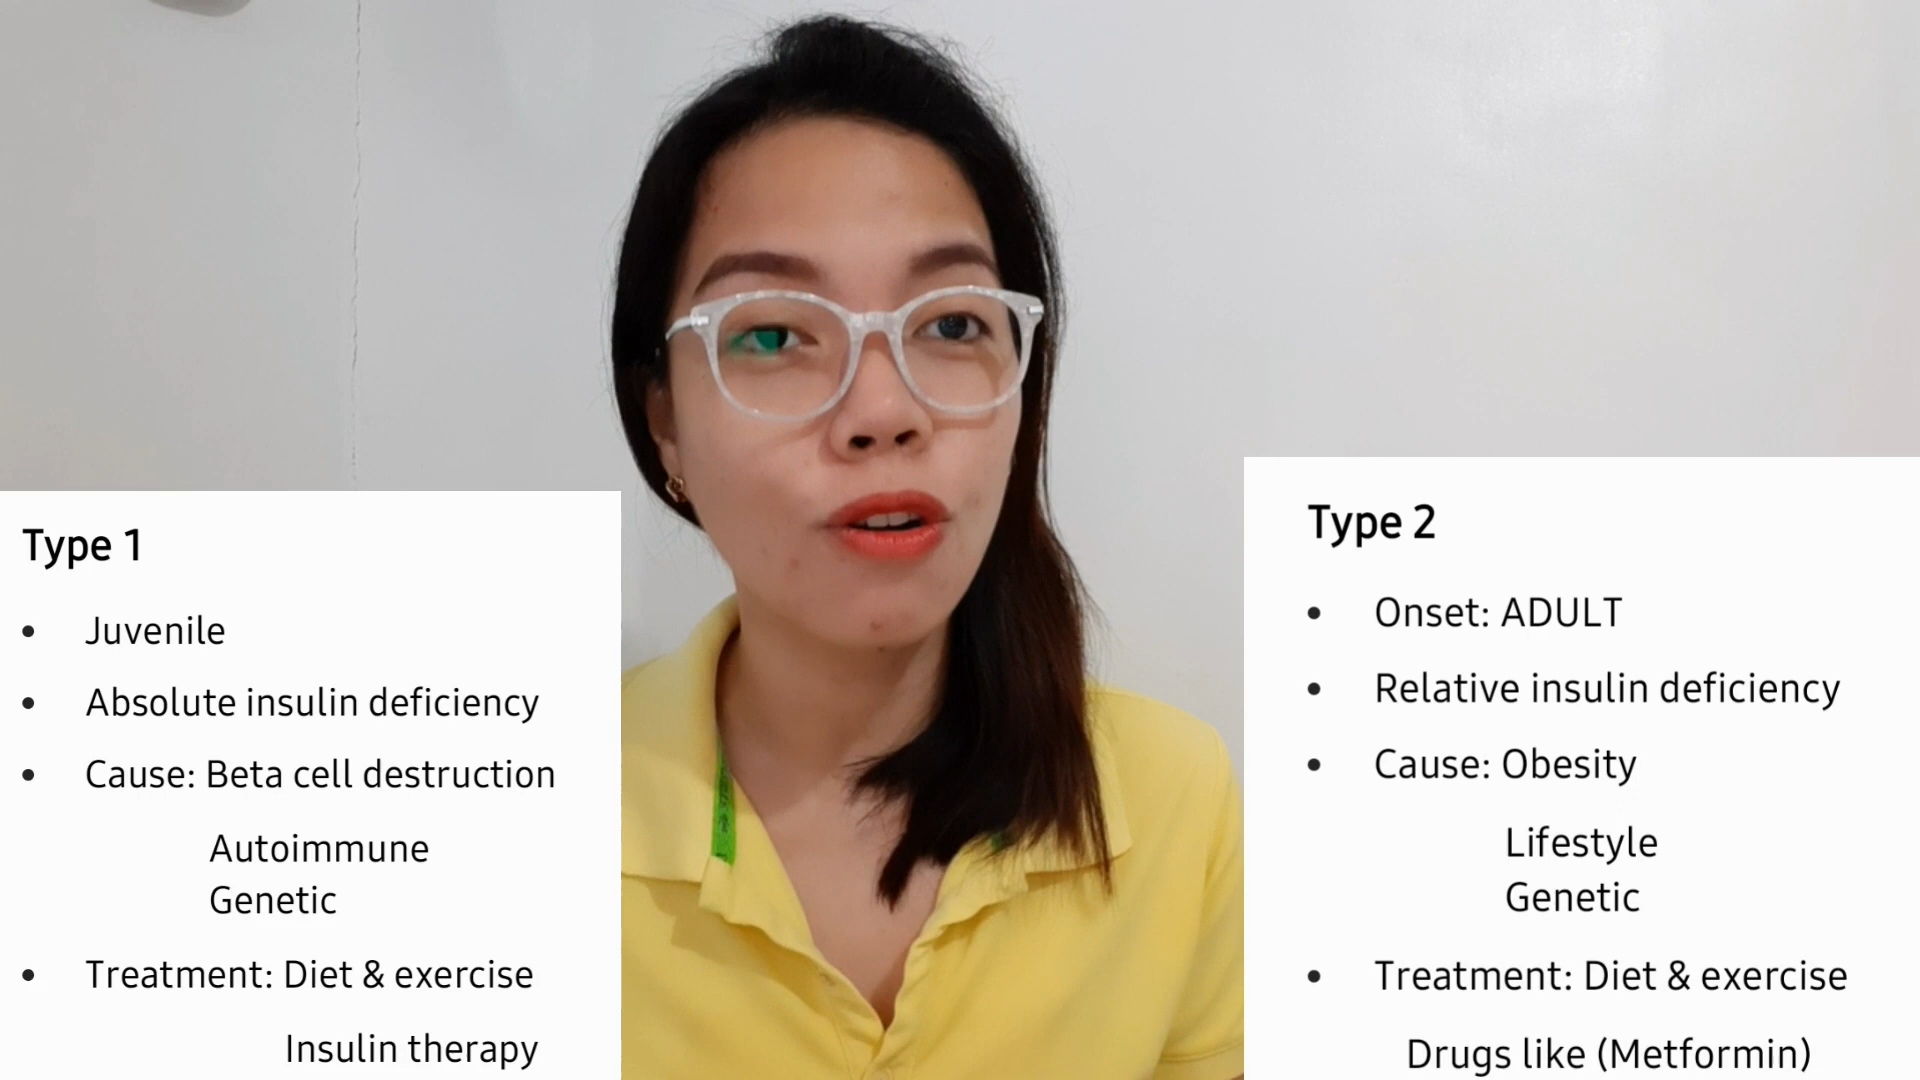 Type 1
• Juvenile
• Absolute insulin deficiency
• Cause: Beta cell destruction
Autoimmune
Genetic
• Treatment: Diet & exercise
Insulin therapy
Type 2
• Onset: ADULT
• Relative insulin deficiency
• Cause: Obesity
Lifestyle
Genetic
• Treatment: Diet & exercise
Drugs like (Metformin)